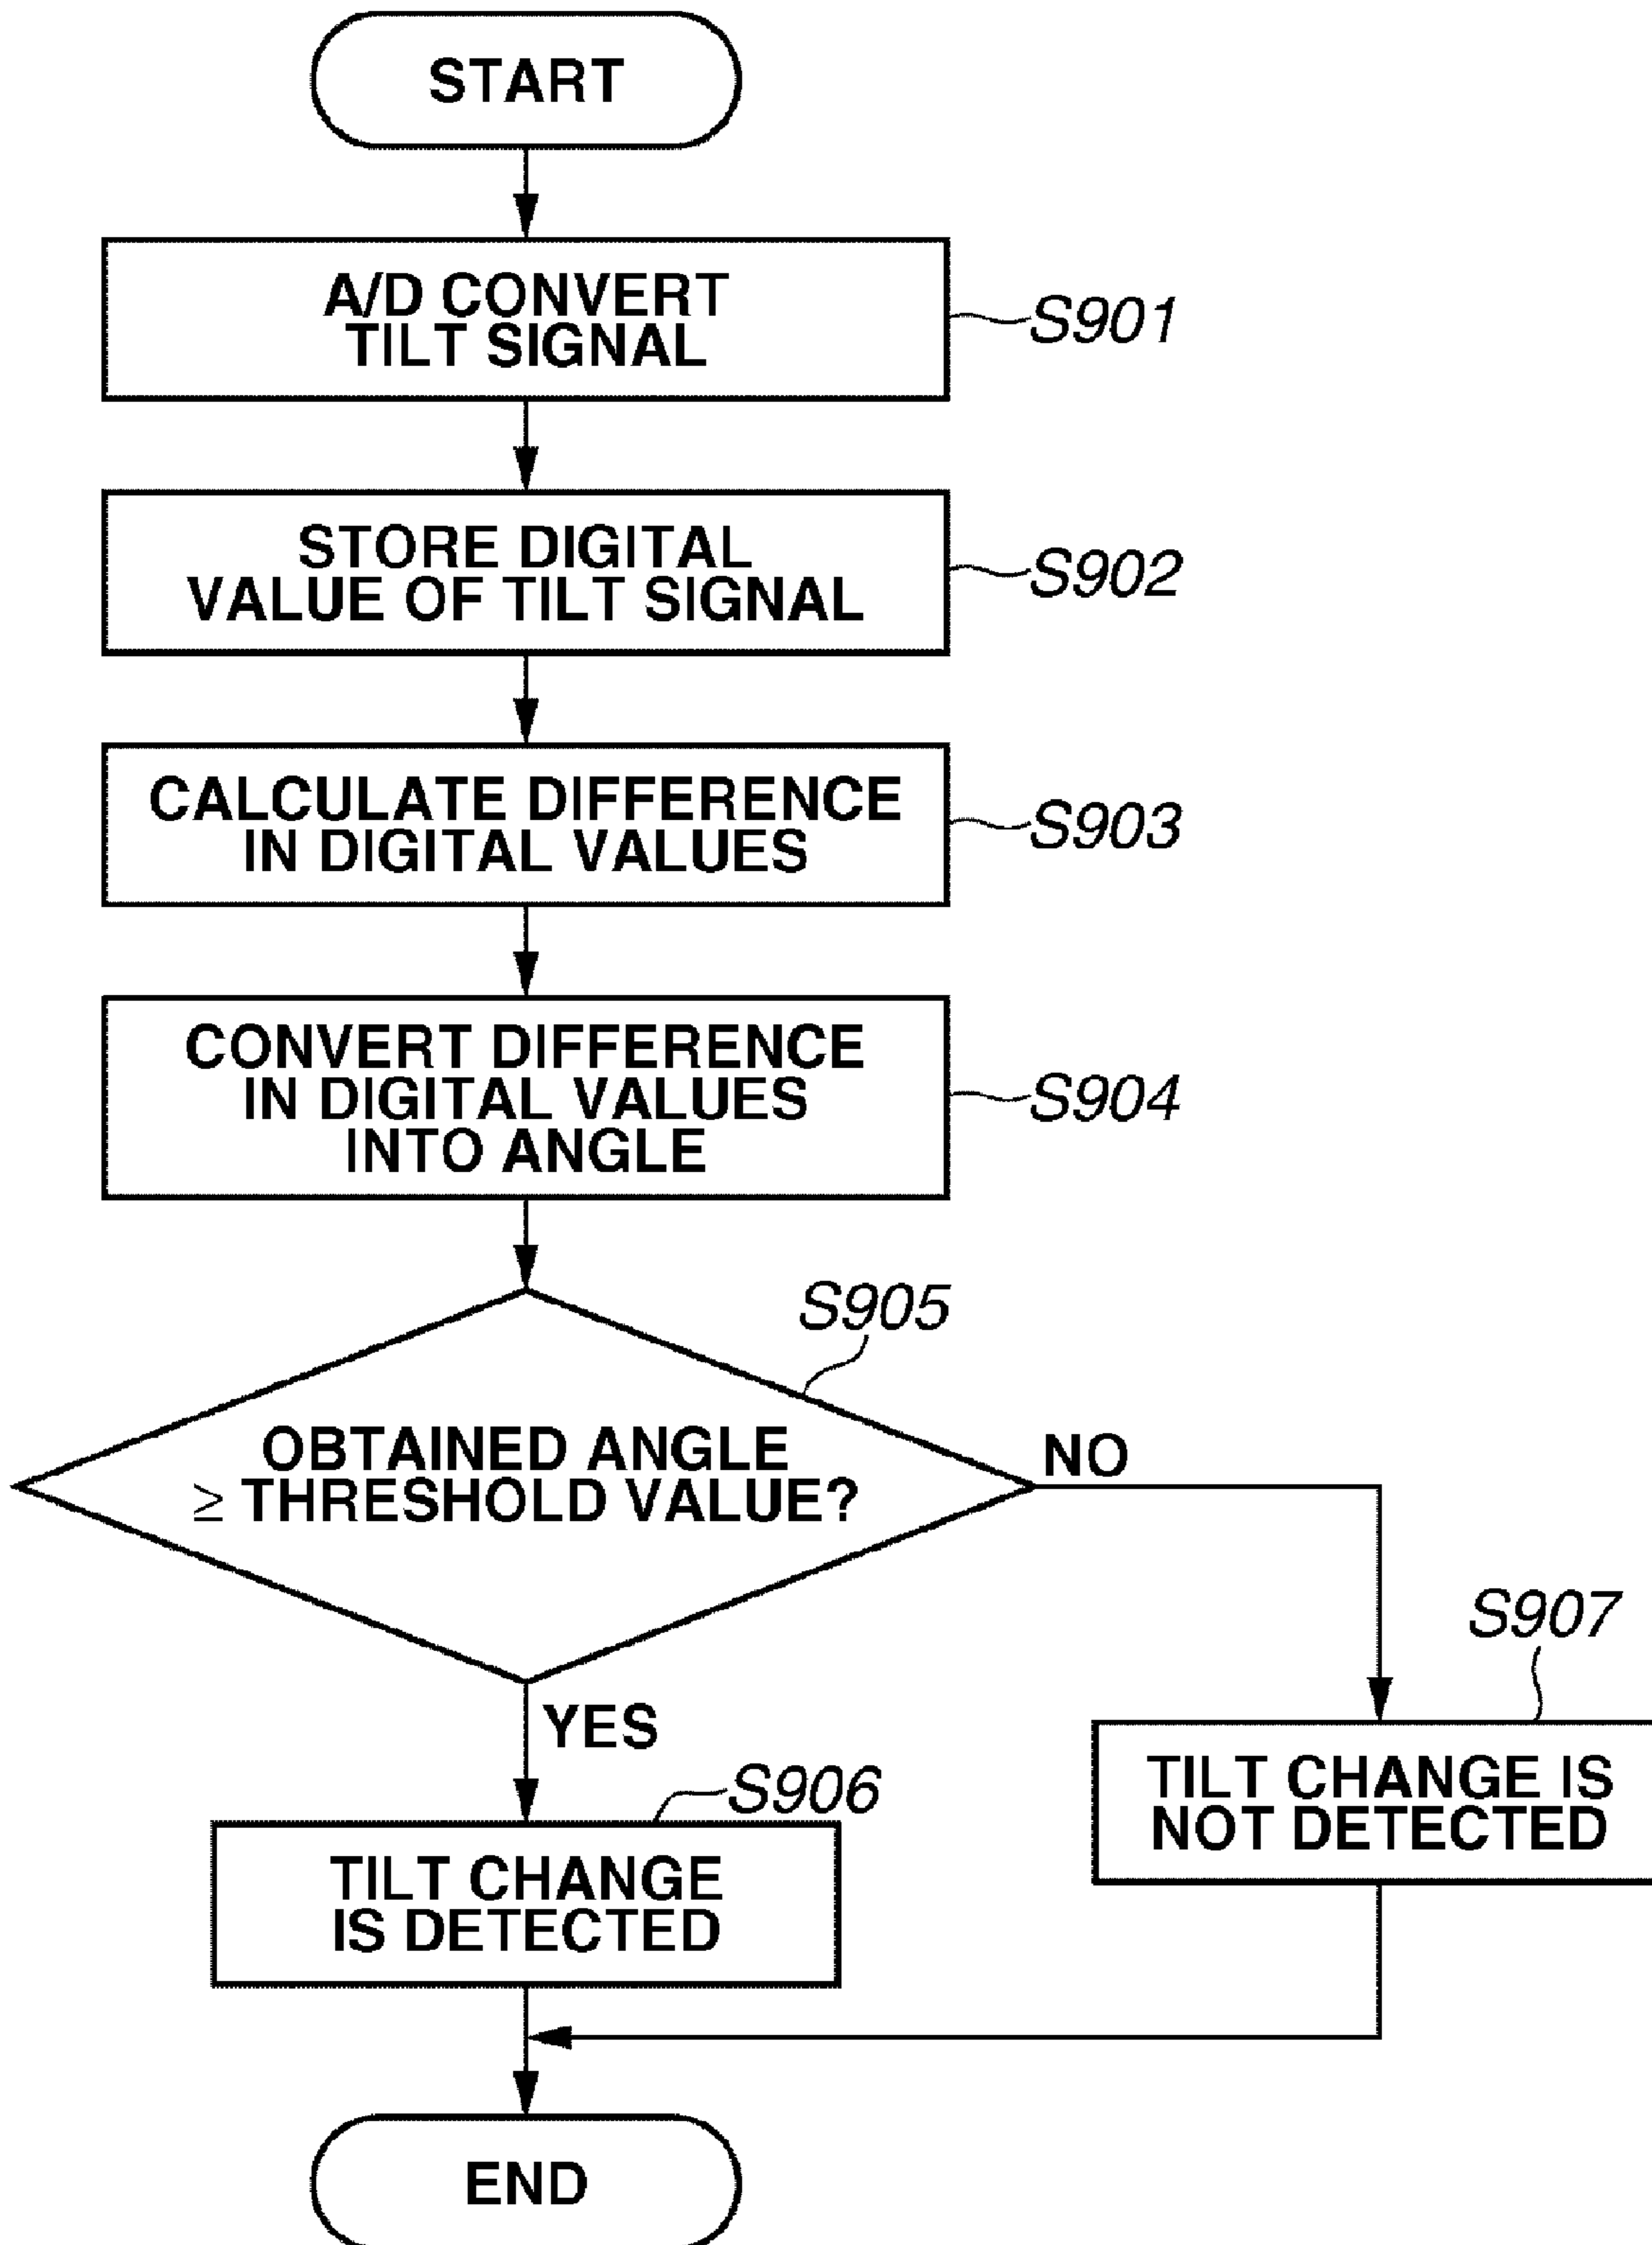 START
A/D CONVERT
TILT SIGNAL
S901
STORE DIGITAL
VALUE OF TILT SIGNAL
S902
CALCULATE DIFFERENCE
IN DIGITAL VALUES
S903
CONVERT DIFFERENCE
IN DIGITAL VALUES
INTO ANGLE
S904
S905
OBTAINED ANGLE
≥ THRESHOLD VALUE?
NO
YES
S907
TILT CHANGE IS
NOT DETECTED
S906
TILT CHANGE
IS DETECTED
END